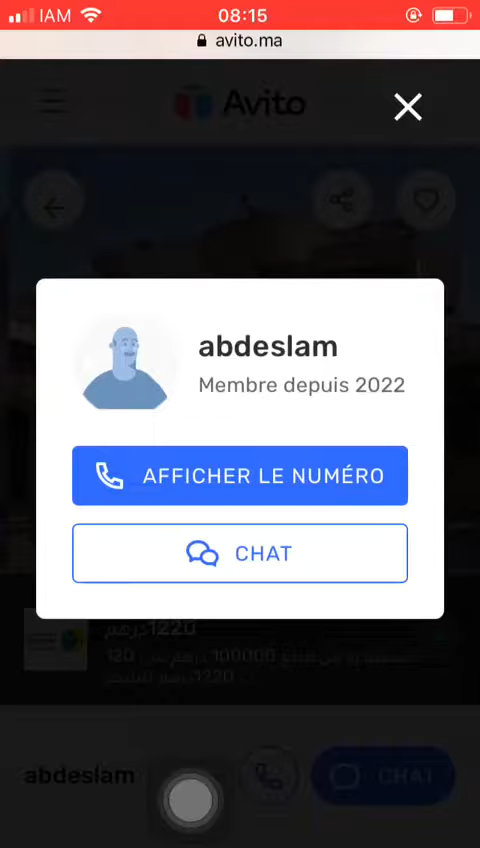 IAM
08:15
avito.ma
Avito
abdeslam
Membre depuis 2022
AFFICHER LE NUMÉRO
CHAT
1220درهم
abdeslam
CHAT